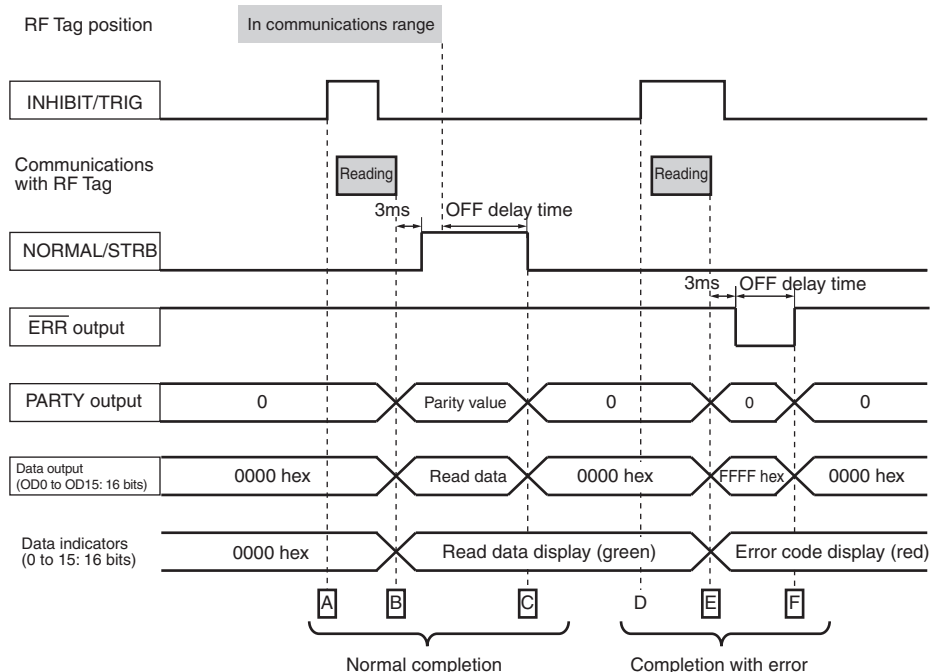 RF Tag position
In communications range
INHIBIT/TRIG
Communications
with RF Tag
Reading
Reading
3ms
OFF delay time
NORMAL/STRB
3ms
OFF delay time
ERR output
PARTY output
0
Parity value
0
0
0
Data output
(OD0 to OD15: 16 bits)
0000 hex
Read data
0000 hex
FFFF hex
0000 hex
Data indicators
(0 to 15: 16 bits)
0000 hex
Read data display (green)
Error code display (red)
A
B
C
D
E
F
Normal completion
Completion with error